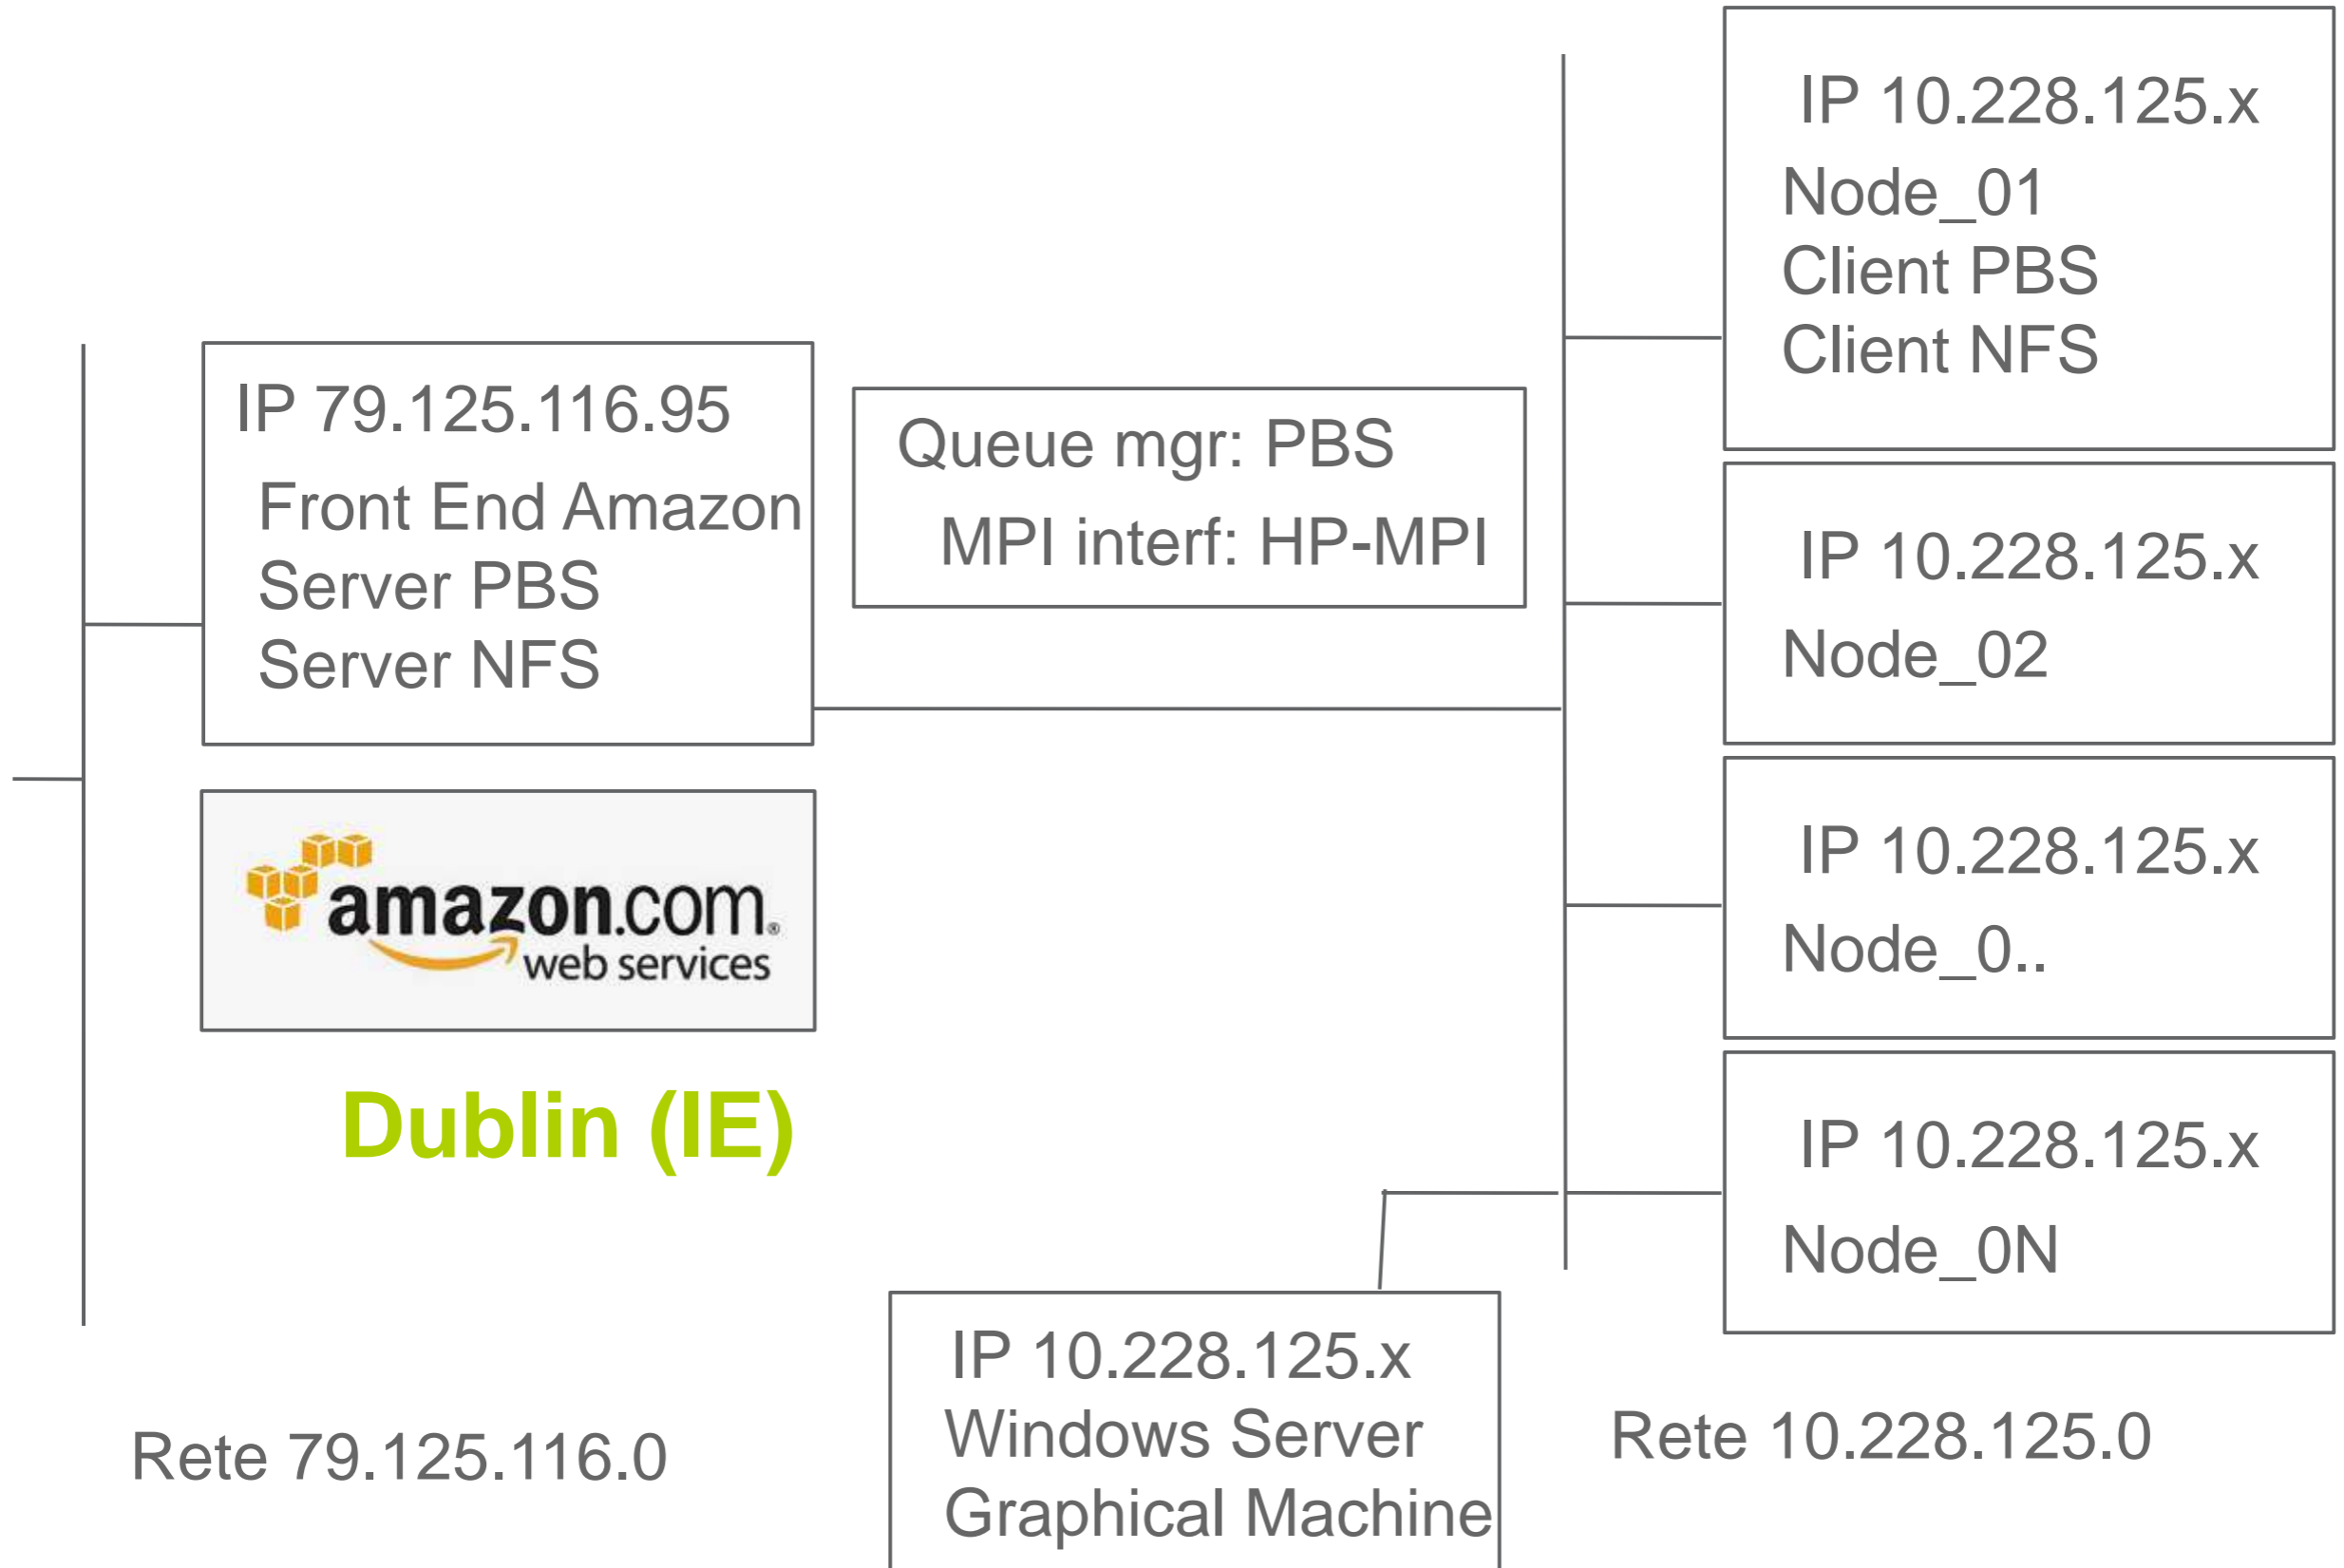 IP 79.125.116.95
Front End Amazon
Server PBS
Server NFS
amazon.com®
web services
Dublin (IE)
Rete 79.125.116.0
Queue mgr: PBS
MPI interf: HP-MPI
IP 10.228.125.x
Windows Server
Graphical Machine
IP 10.228.125.x
Node_01
Client PBS
Client NFS
IP 10.228.125.x
Node_02
IP 10.228.125.x
Node_0..
IP 10.228.125.x
Node_0N
Rete 10.228.125.0